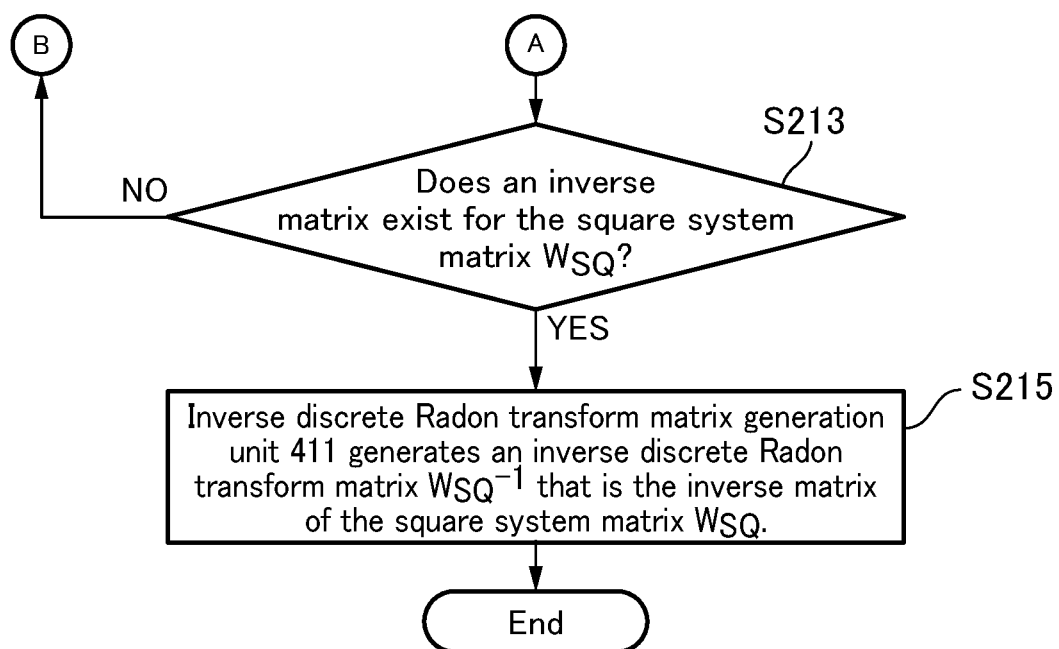 B
A
S213
NO
Does an inverse
matrix exist for the square system
matrix WSQ?
YES
S215
Inverse discrete Radon transform matrix generation
unit 411 generates an inverse discrete Radon
transform matrix WSQ⁻¹ that is the inverse matrix
of the square system matrix WSQ.
End